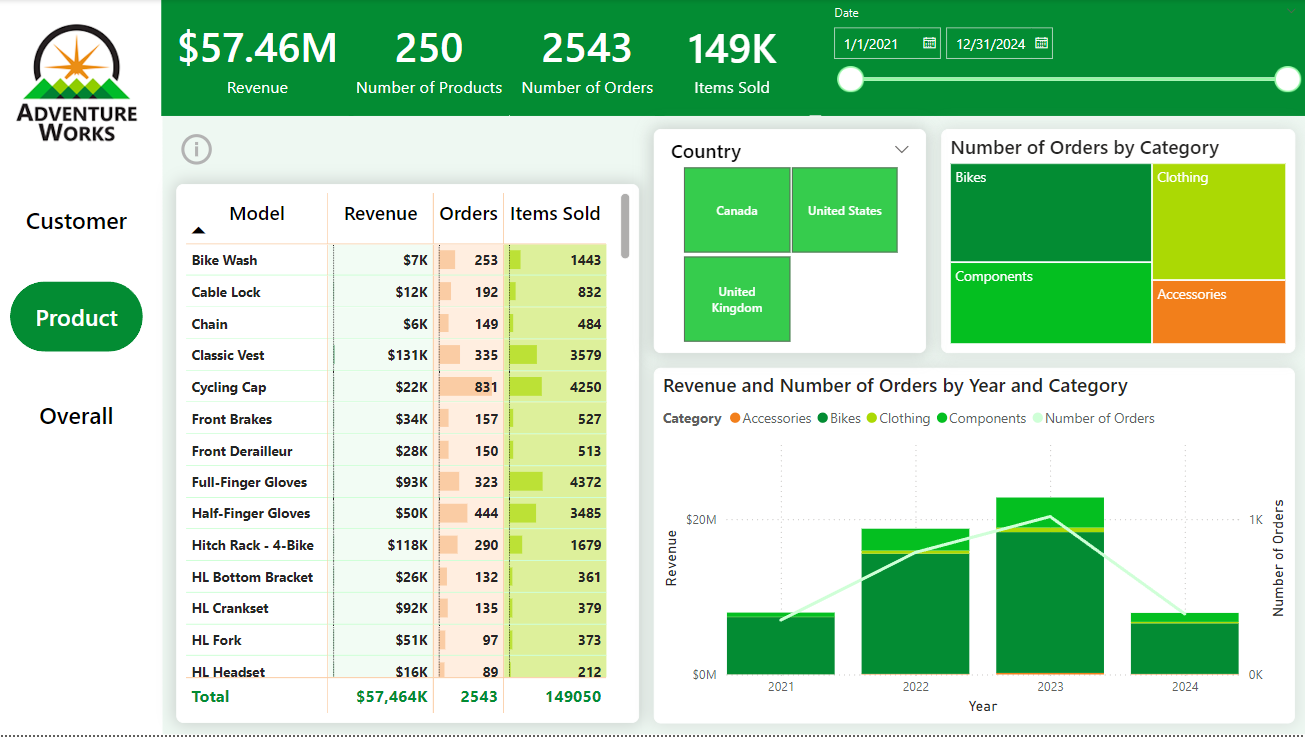 ADVENTURE
WORKS
Customer
Product
Overall
$57.46M
Revenue
250
Number of Products
2543
Number of Orders
149K
Items Sold
Date
1/1/2021
12/31/2024
Model Revenue Orders Items Sold
Bike Wash $7K 253 1443
Cable Lock $12K 192 832
Chain $6K 149 484
Classic Vest $131K 335 3579
Cycling Cap $22K 831 4250
Front Brakes $34K 157 527
Front Derailleur $28K 150 513
Full-Finger Gloves $93K 323 4372
Half-Finger Gloves $50K 444 3485
Hitch Rack - 4-Bike $118K 290 1679
HL Bottom Bracket $26K 132 361
HL Crankset $92K 135 379
HL Fork $51K 97 373
HL Headset $16K 89 212
Total $57,464K 2543 149050
Country
Canada
United States
United
Kingdom
Number of Orders by Category
Bikes
Clothing
Components
Accessories
Revenue and Number of Orders by Year and Category
Category Accessories Bikes Clothing Components Number of Orders
Revenue
$20M
$0M
1K
0K
Number of Orders
2021 2022 2023 2024
Year